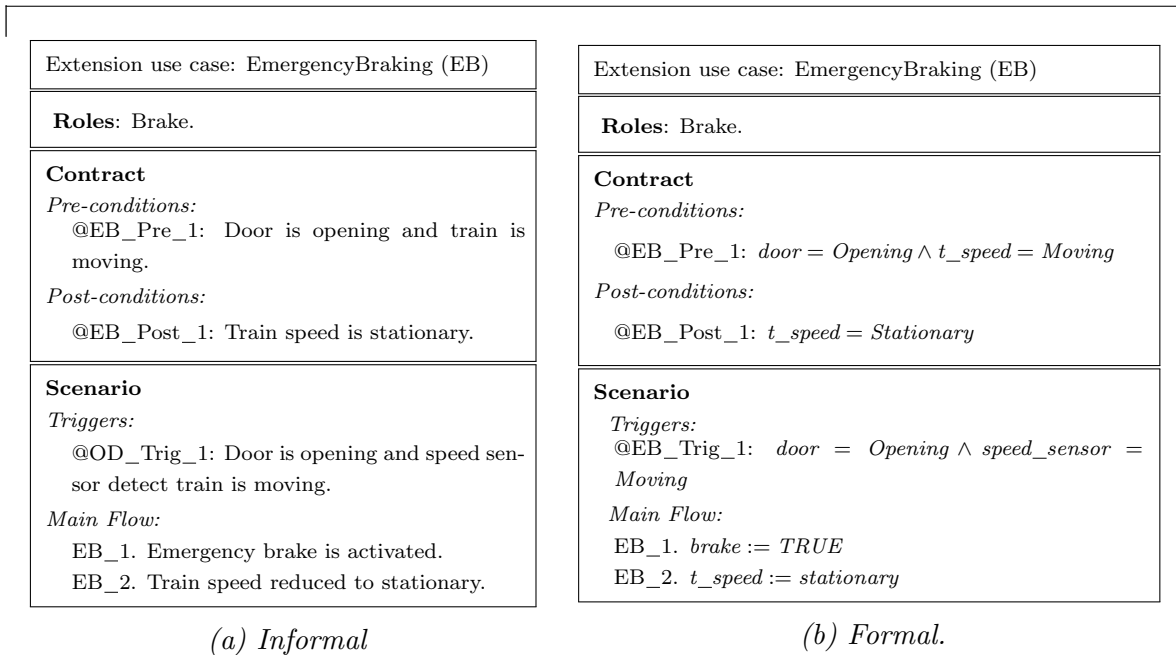 Extension use case: EmergencyBraking (EB)
Roles: Brake.
Contract
Pre-conditions:
@EB_Pre_1: Door is opening and train is
moving.
Post-conditions:
@EB_Post_1: Train speed is stationary.
Scenario
Triggers:
@OD_Trig_1: Door is opening and speed sen-
sor detect train is moving.
Main Flow:
EB_1. Emergency brake is activated.
EB_2. Train speed reduced to stationary.
(a) Informal
Extension use case: EmergencyBraking (EB)
Roles: Brake.
Contract
Pre-conditions:
@EB_Pre_1: door = Opening ∧ t_speed = Moving
Post-conditions:
@EB_Post_1: t_speed = Stationary
Scenario
Triggers:
@EB_Trig_1: door = Opening ∧ speed_sensor =
Moving
Main Flow:
EB_1. brake := TRUE
EB_2. t_speed := stationary
(b) Formal.